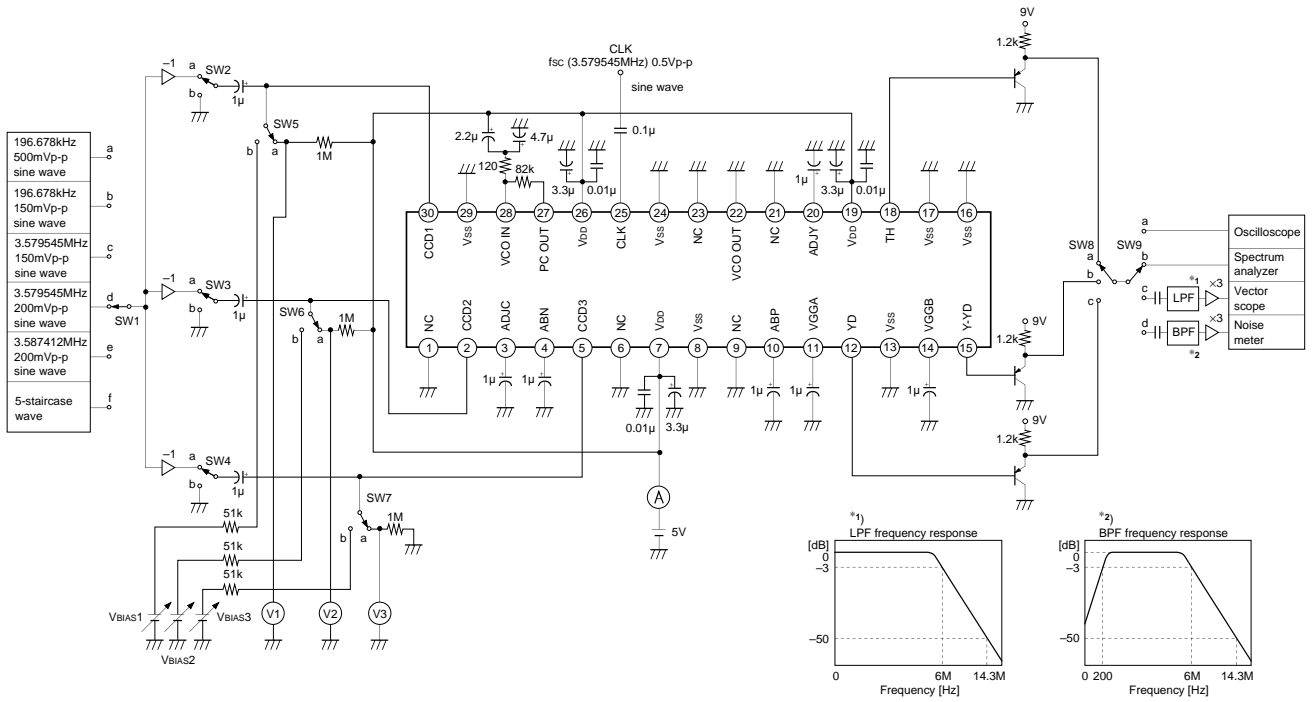 CLK
fsc (3.579545MHz) 0.5Vp-p
sine wave
9V
1.2k
–1
a
SW2
b
1µ
196.678kHz
500mVp-p
sine wave
a
196.678kHz
150mVp-p
sine wave
b
3.579545MHz
150mVp-p
sine wave
c
3.579545MHz
200mVp-p
sine wave
d
SW1
3.587412MHz
200mVp-p
sine wave
e
5-staircase
wave
f
SW5
b
a
1M
2.2µ
4.7µ
120
82k
3.3µ
0.01µ
0.1µ
1µ
3.3µ
0.01µ
30
29
28
27
26
25
24
23
22
21
20
19
18
17
16
CCD1
VSS
VCO IN
PC OUT
VDD
CLK
VSS
NC
VCO OUT
NC
ADJY
VDD
TH
VSS
VSS
NC
CCD2
ADJC
ABN
CCD3
NC
VDD
VSS
NC
ABP
VGGA
YD
VSS
VGGB
Y-YD
1
2
3
4
5
6
7
8
9
10
11
12
13
14
15
–1
a
SW3
b
1µ
SW6
b
a
1M
1µ
1µ
0.01µ
3.3µ
1µ
1µ
1µ
–1
a
SW4
b
1µ
SW7
b
a
1M
51k
51k
51k
VBIAS1
VBIAS2
VBIAS3
V1
V2
V3
A
5V
SW8
a
b
c
SW9
a
b
c
d
*1
LPF
×3
BPF
×3
*2
Oscilloscope
Spectrum
analyzer
Vector
scope
Noise
meter
9V
1.2k
9V
1.2k
*1)
LPF frequency response
[dB]
0
–3
–50
0
6M
14.3M
Frequency [Hz]
*2)
BPF frequency response
[dB]
0
–3
–50
0
200
6M
14.3M
Frequency [Hz]